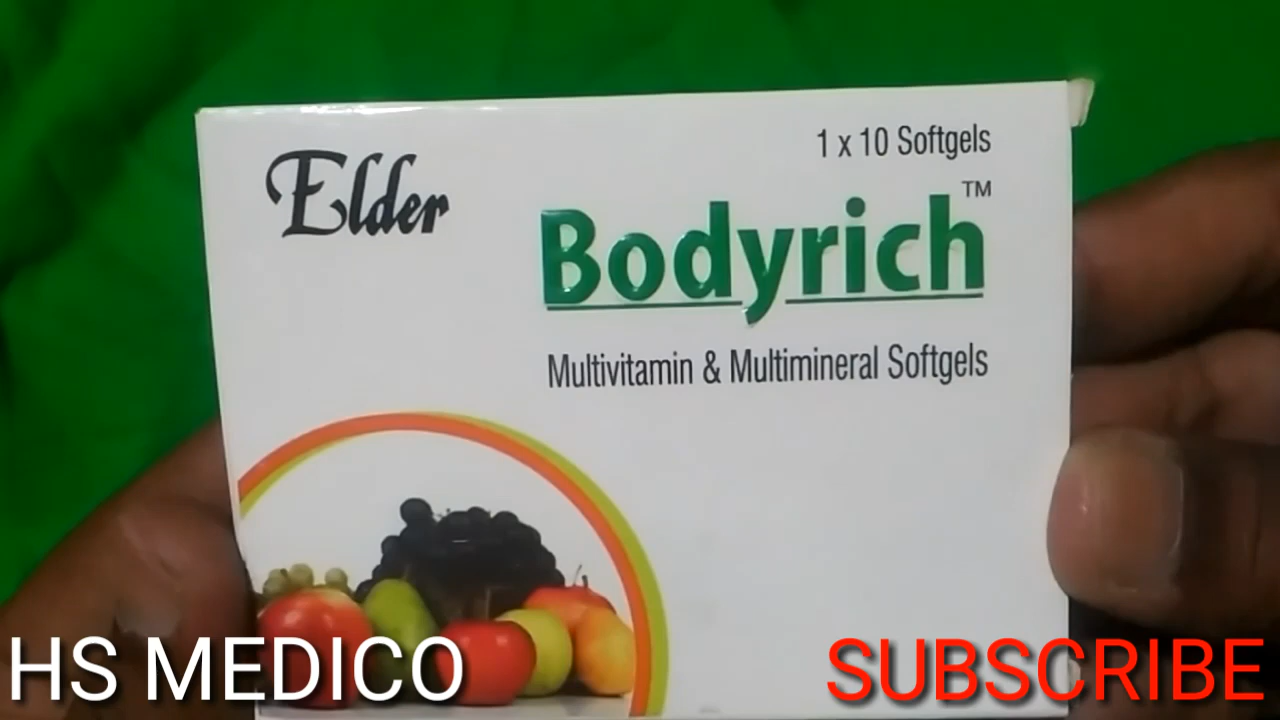 Elder
1 x 10 Softgels
Bodyrich™
Multivitamin & Multimineral Softgels
HS MEDICO
SUBSCRIBE